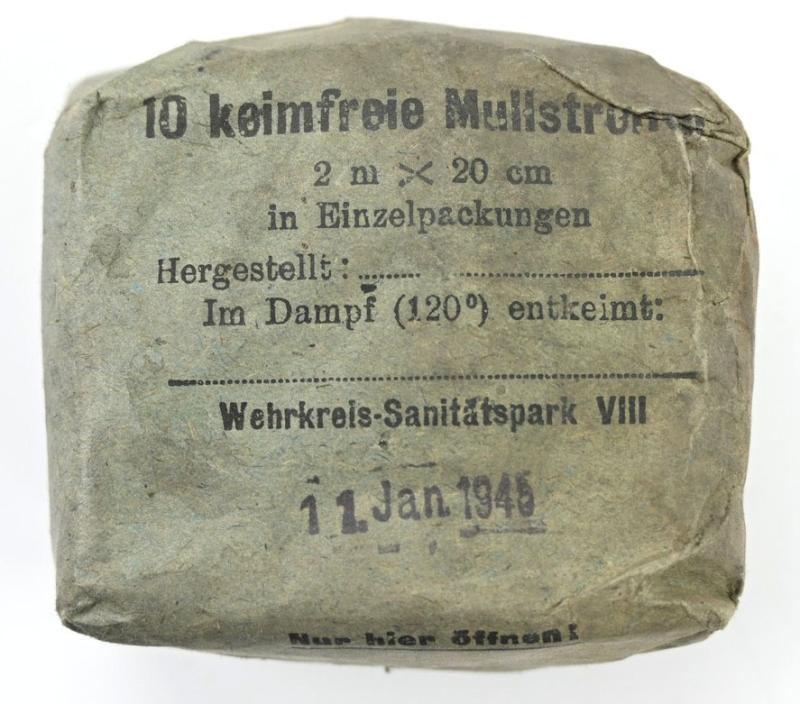 10 keimfreie
2 m × 20 cm
in Einzelpackungen
Hergestellt:
Im Dampf (120°) entkeimt:
Wehrkreis-Sanitätspark VIII
11. Jan. 1945
Nur hier öffnen!